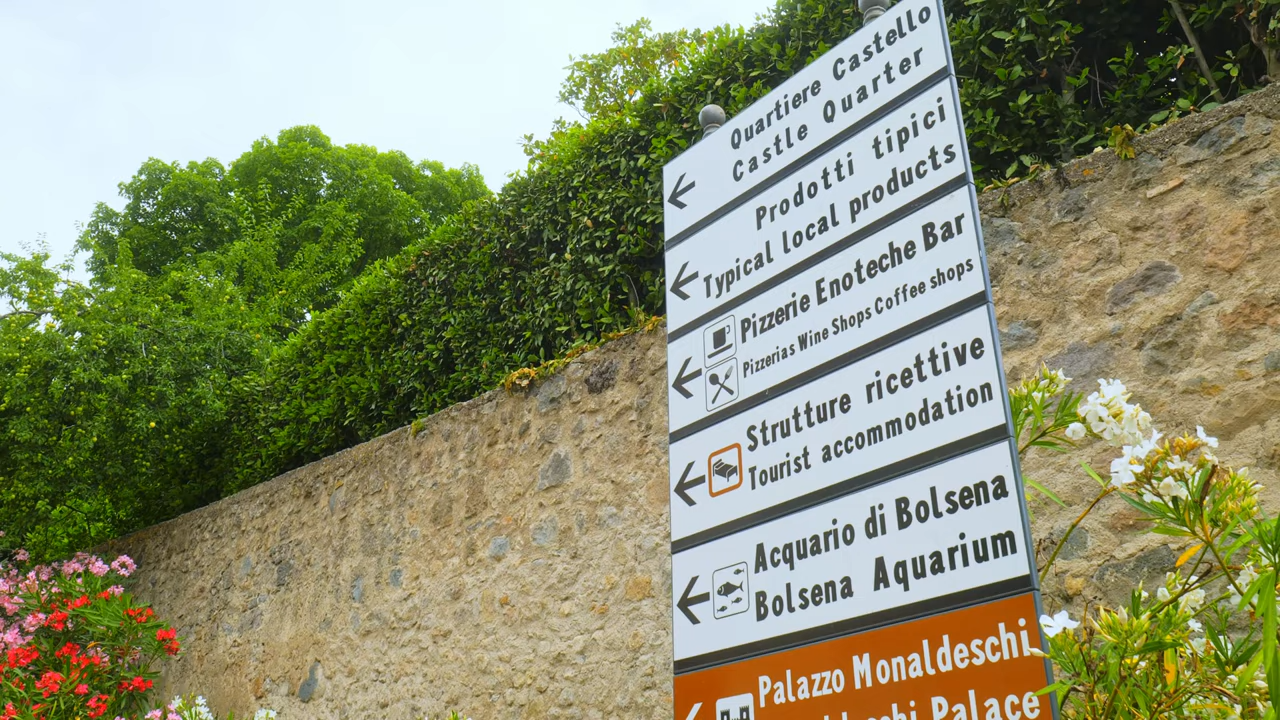 Quartiere Castello
Castle Quarter
Prodotti tipici
Typical local products
Pizzerie Enoteche Bar
Pizzerias Wine Shops Coffee shops
Strutture ricettive
Tourist accommodation
Acquario di Bolsena
Bolsena Aquarium
Palazzo Monaldeschi
Palace